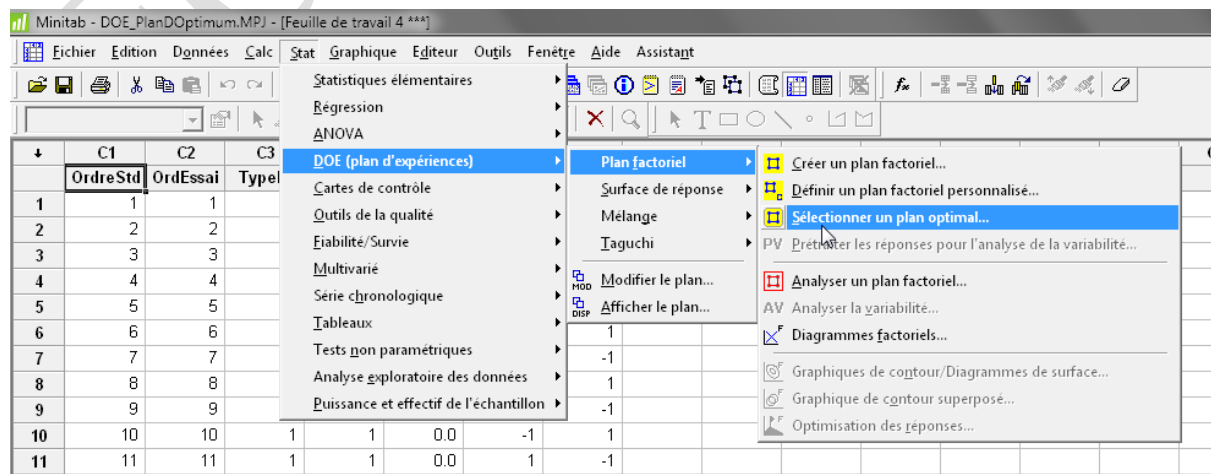 Minitab - DOE_PlanDOptimum.MPJ - [Feuille de travail 4 ***]
Fichier Edition Données Calc Stat Graphique Editeur Outils Fenêtre Aide Assistant
Statistiques élémentaires
Régression
ANOVA
DOE (plan d'expériences)
Cartes de contrôle
Outils de la qualité
Fiabilité/Survie
Multivarié
Série chronologique
Tableaux
Tests non paramétriques
Analyse exploratoire des données
Puissance et effectif de l'échantillon
Plan factoriel
Surface de réponse
Mélange
Taguchi
MOD Modifier le plan...
DISP Afficher le plan...
Créer un plan factoriel...
Définir un plan factoriel personnalisé...
Sélectionner un plan optimal...
PV Prétraiter les réponses pour l'analyse de la variabilité...
Analyser un plan factoriel...
AV Analyser la variabilité...
Diagrammes factoriels...
Graphiques de contour/Diagrammes de surface...
Graphique de contour superposé...
Optimisation des réponses...
C1 C2 C3
OrdreStd OrdEssai
1 1 1
2 2 2
3 3 3
4 4 4
5 5 5
6 6 6 1
7 7 7 -1
8 8 8 1
9 9 9 -1
10 10 10 1 1 0.0 -1 1
11 11 11 1 1 0.0 1 -1